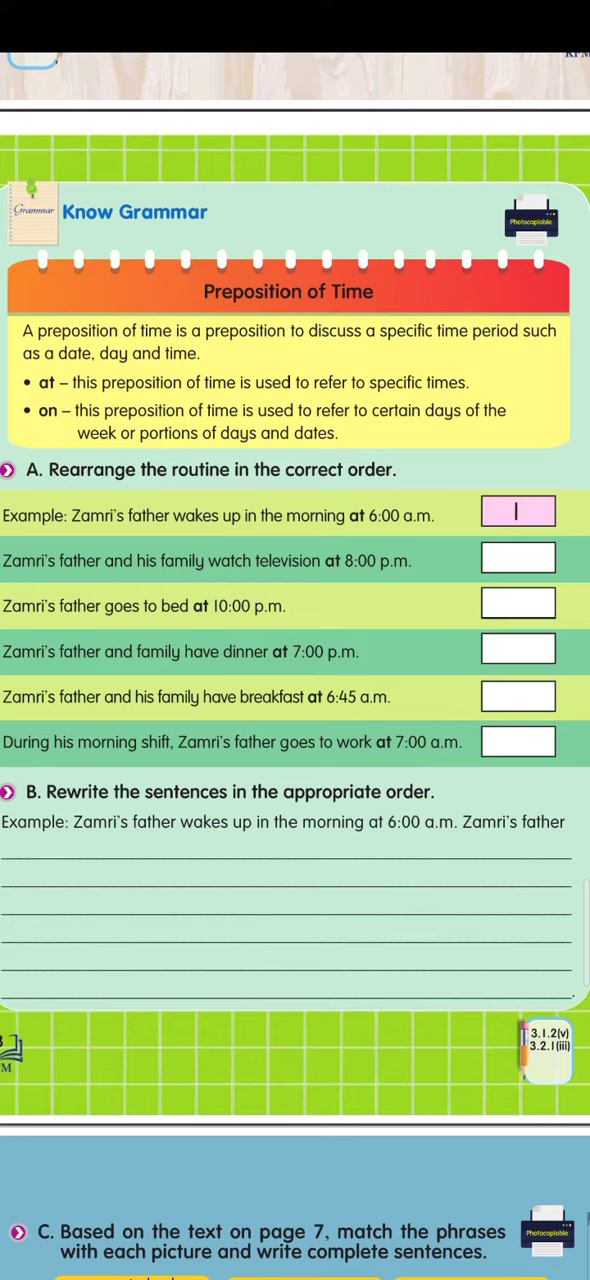 Grammar
Know Grammar
Photocopiable
Preposition of Time
A preposition of time is a preposition to discuss a specific time period such
as a date, day and time.
• at – this preposition of time is used to refer to specific times.
• on – this preposition of time is used to refer to certain days of the
week or portions of days and dates.
A. Rearrange the routine in the correct order.
Example: Zamri's father wakes up in the morning at 6:00 a.m.
1
Zamri's father and his family watch television at 8:00 p.m.
Zamri's father goes to bed at 10:00 p.m.
Zamri's father and family have dinner at 7:00 p.m.
Zamri's father and his family have breakfast at 6:45 a.m.
During his morning shift, Zamri's father goes to work at 7:00 a.m.
B. Rewrite the sentences in the appropriate order.
Example: Zamri's father wakes up in the morning at 6:00 a.m. Zamri's father
3.1.2(v)
3.2.1(iii)
C. Based on the text on page 7, match the phrases
with each picture and write complete sentences.
Photocopiable